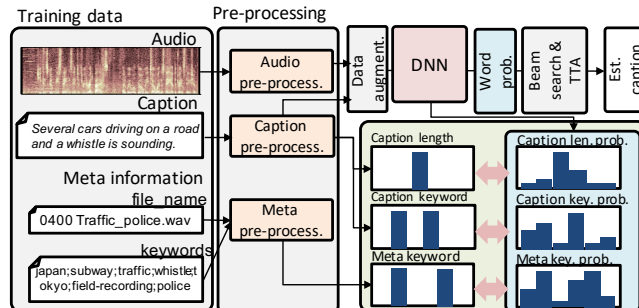 Training data
Pre-processing
Audio
Audio
pre-process.
Data
augment.
DNN
Word
prob.
Beam
search &
TTA
Est.
caption
Caption
Several cars driving on a road
and a whistle is sounding.
Caption
pre-process.
Meta information
file_name
0400 Traffic_police.wav
keywords
japan;subway;traffic;whistle;t
okyo;field-recording;police
Meta
pre-process.
Caption length
Caption len. prob.
Caption keyword
Caption key. prob.
Meta keyword
Meta key. prob.